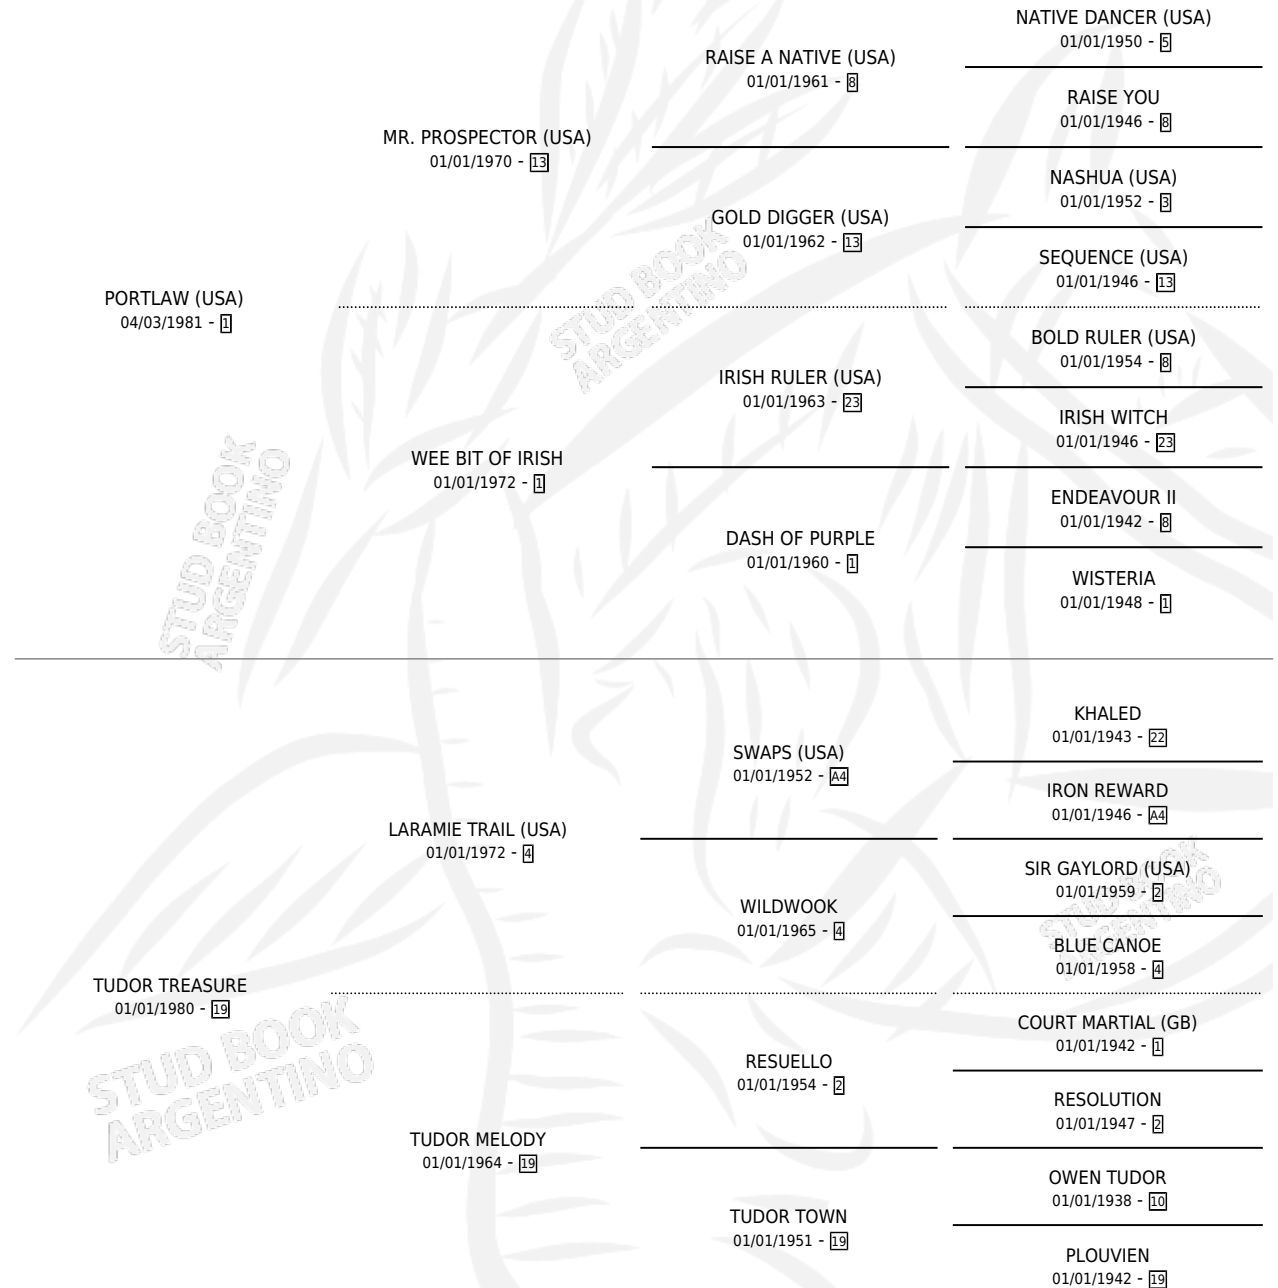 NATIVE DANCER (USA)
01/01/1950 - 5
RAISE A NATIVE (USA)
01/01/1961 - 8
RAISE YOU
01/01/1946 - 8
MR. PROSPECTOR (USA)
01/01/1970 - 13
NASHUA (USA)
01/01/1952 - 3
GOLD DIGGER (USA)
01/01/1962 - 13
SEQUENCE (USA)
01/01/1946 - 13
PORTLAW (USA)
04/03/1981 - 1
STUD BOOK
ARGENTINO
BOLD RULER (USA)
01/01/1954 - 8
IRISH RULER (USA)
01/01/1963 - 23
IRISH WITCH
01/01/1946 - 23
WEE BIT OF IRISH
01/01/1972 - 1
ENDEAVOUR II
01/01/1942 - 8
DASH OF PURPLE
01/01/1960 - 1
WISTERIA
01/01/1948 - 1
STUD BOOK
ARGENTINO
KHALED
01/01/1943 - 22
SWAPS (USA)
01/01/1952 - A4
IRON REWARD
01/01/1946 - A4
LARAMIE TRAIL (USA)
01/01/1972 - 4
SIR GAYLORD (USA)
01/01/1959 - 2
WILDWOOK
01/01/1965 - 4
BLUE CANOE
01/01/1958 - 4
STUD BOOK
ARGENTINO
TUDOR TREASURE
01/01/1980 - 19
COURT MARTIAL (GB)
01/01/1942 - 1
RESUELLO
01/01/1954 - 2
RESOLUTION
01/01/1947 - 2
STUD BOOK
ARGENTINO
TUDOR MELODY
01/01/1964 - 19
OWEN TUDOR
01/01/1938 - 10
TUDOR TOWN
01/01/1951 - 19
PLOUVIEN
01/01/1942 - 19